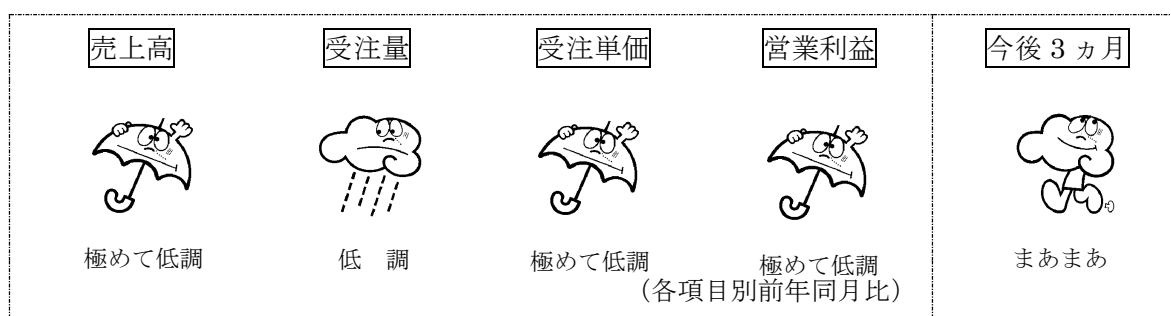 売上高 受注量 受注単価 営業利益 今後3ヵ月
極めて低調 低 調 極めて低調 極めて低調 まあまあ
（各項目別前年同月比）